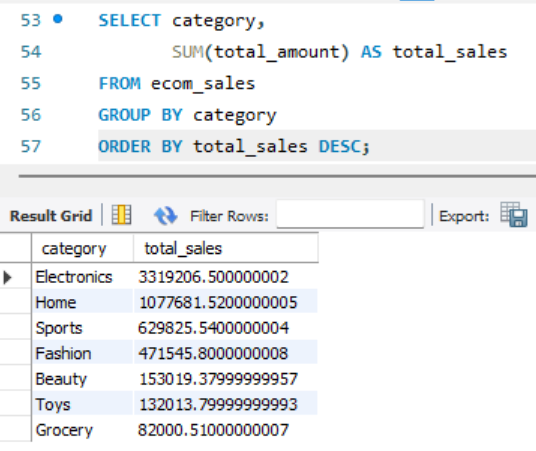 53 SELECT category,
54 SUM(total_amount) AS total_sales
55 FROM ecom_sales
56 GROUP BY category
57 ORDER BY total_sales DESC;
Result Grid Filter Rows: Export:
category total_sales
Electronics 3319206.500000002
Home 1077681.5200000005
Sports 629825.5400000004
Fashion 471545.8000000008
Beauty 153019.37999999957
Toys 132013.79999999993
Grocery 82000.51000000007